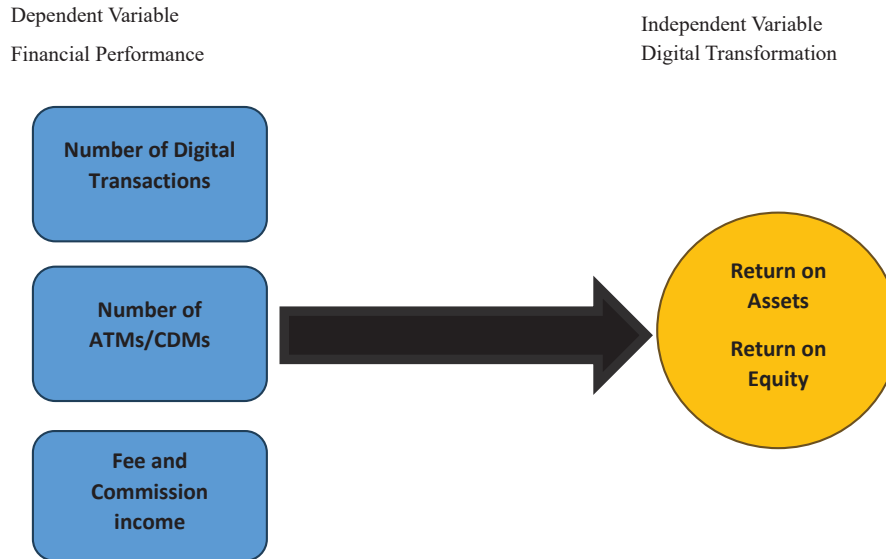 Dependent Variable
Financial Performance
Independent Variable
Digital Transformation
Number of Digital
Transactions
Number of
ATMs/CDMs
Fee and
Commission
income
Return on
Assets
Return on
Equity